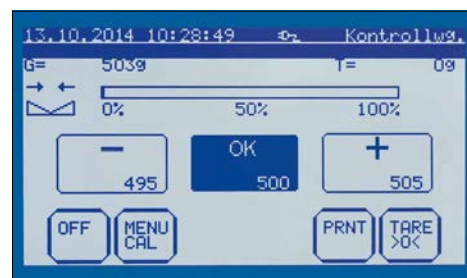 13.10.2014 10:28:49 Kontrollwg.
G= 503g T= 0g
0% 50% 100%
− OK +
495 500 505
OFF MENU CAL PRNT TARE >0<